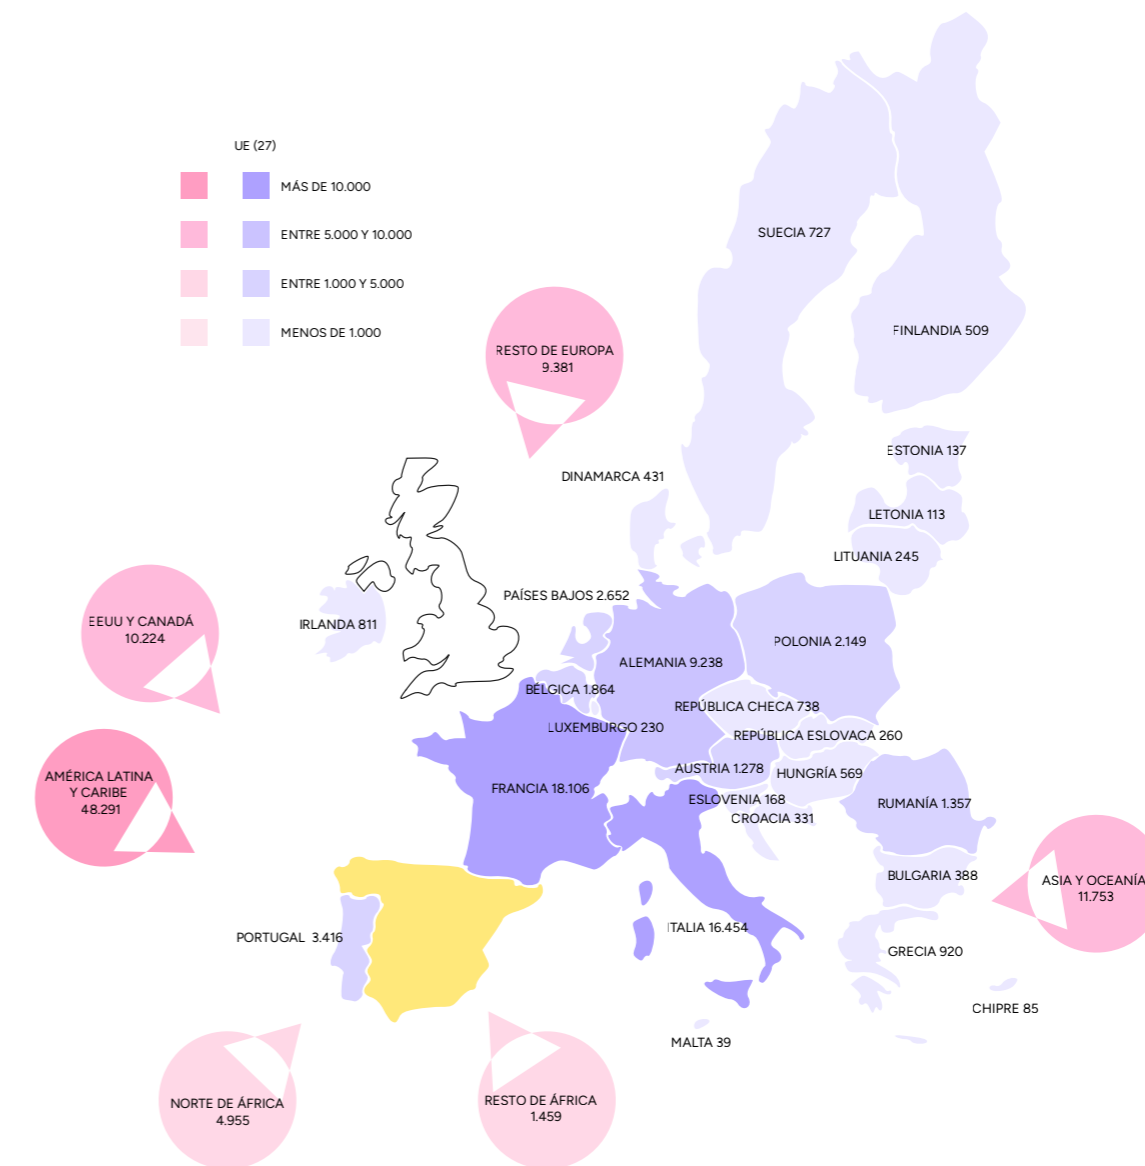 UE (27)
MÁS DE 10.000
ENTRE 5.000 Y 10.000
ENTRE 1.000 Y 5.000
MENOS DE 1.000
SUECIA 727
FINLANDIA 509
RESTO DE EUROPA
9.381
ESTONIA 137
DINAMARCA 431
LETONIA 113
LITUANIA 245
PAÍSES BAJOS 2.652
EEUU Y CANADÁ
10.224
IRLANDA 811
POLONIA 2.149
ALEMANIA 9.238
BÉLGICA 1.864
REPÚBLICA CHECA 738
LUXEMBURGO 230
REPÚBLICA ESLOVACA 260
AUSTRIA 1.278
HUNGRÍA 569
AMÉRICA LATINA
Y CARIBE
48.291
FRANCIA 18.106
ESLOVENIA 168
RUMANÍA 1.357
CROACIA 331
BULGARIA 388
ASIA Y OCEANÍA
11.753
ITALIA 16.454
PORTUGAL 3.416
GRECIA 920
CHIPRE 85
MALTA 39
NORTE DE ÁFRICA
4.955
RESTO DE ÁFRICA
1.459